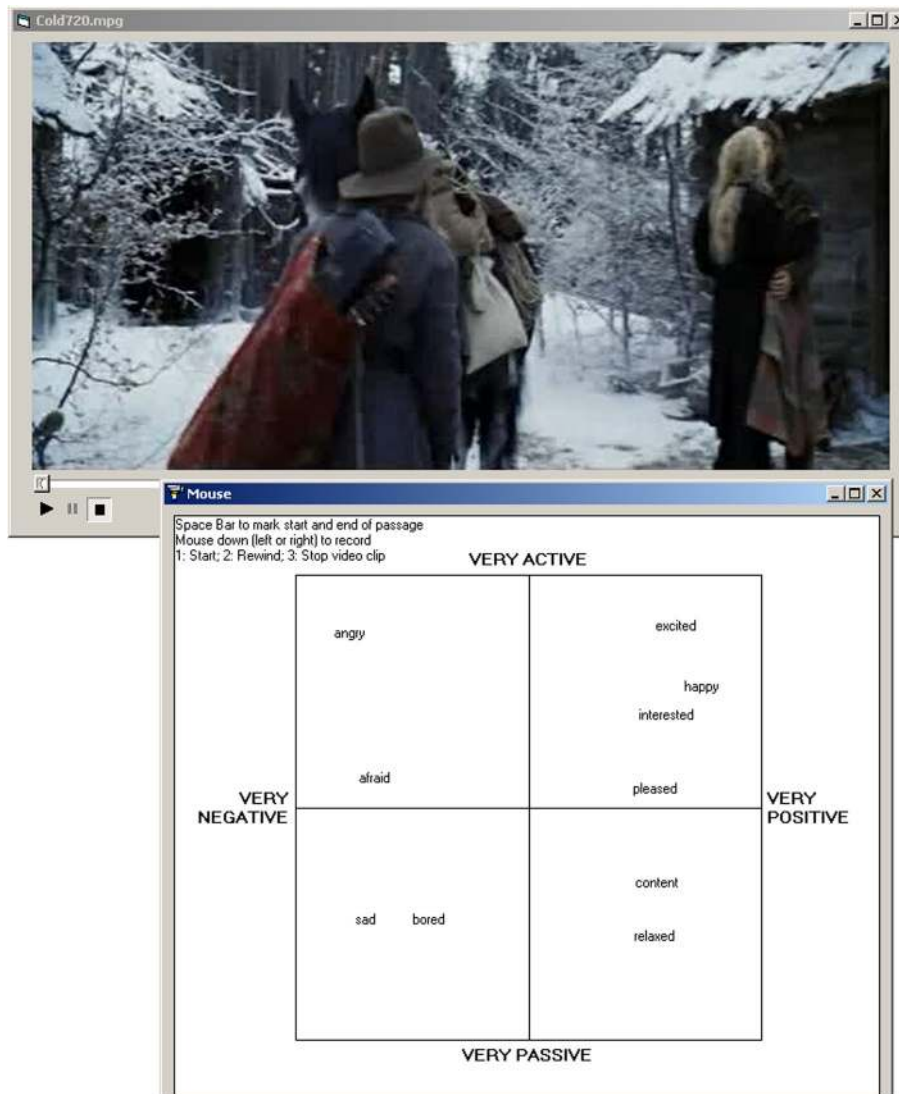 Cold720.mpg
Mouse
Space Bar to mark start and end of passage
Mouse down (left or right) to record
1: Start; 2: Rewind; 3: Stop video clip
VERY ACTIVE
angry
excited
happy
interested
afraid
pleased
VERY
NEGATIVE
VERY
POSITIVE
content
sad
bored
relaxed
VERY PASSIVE